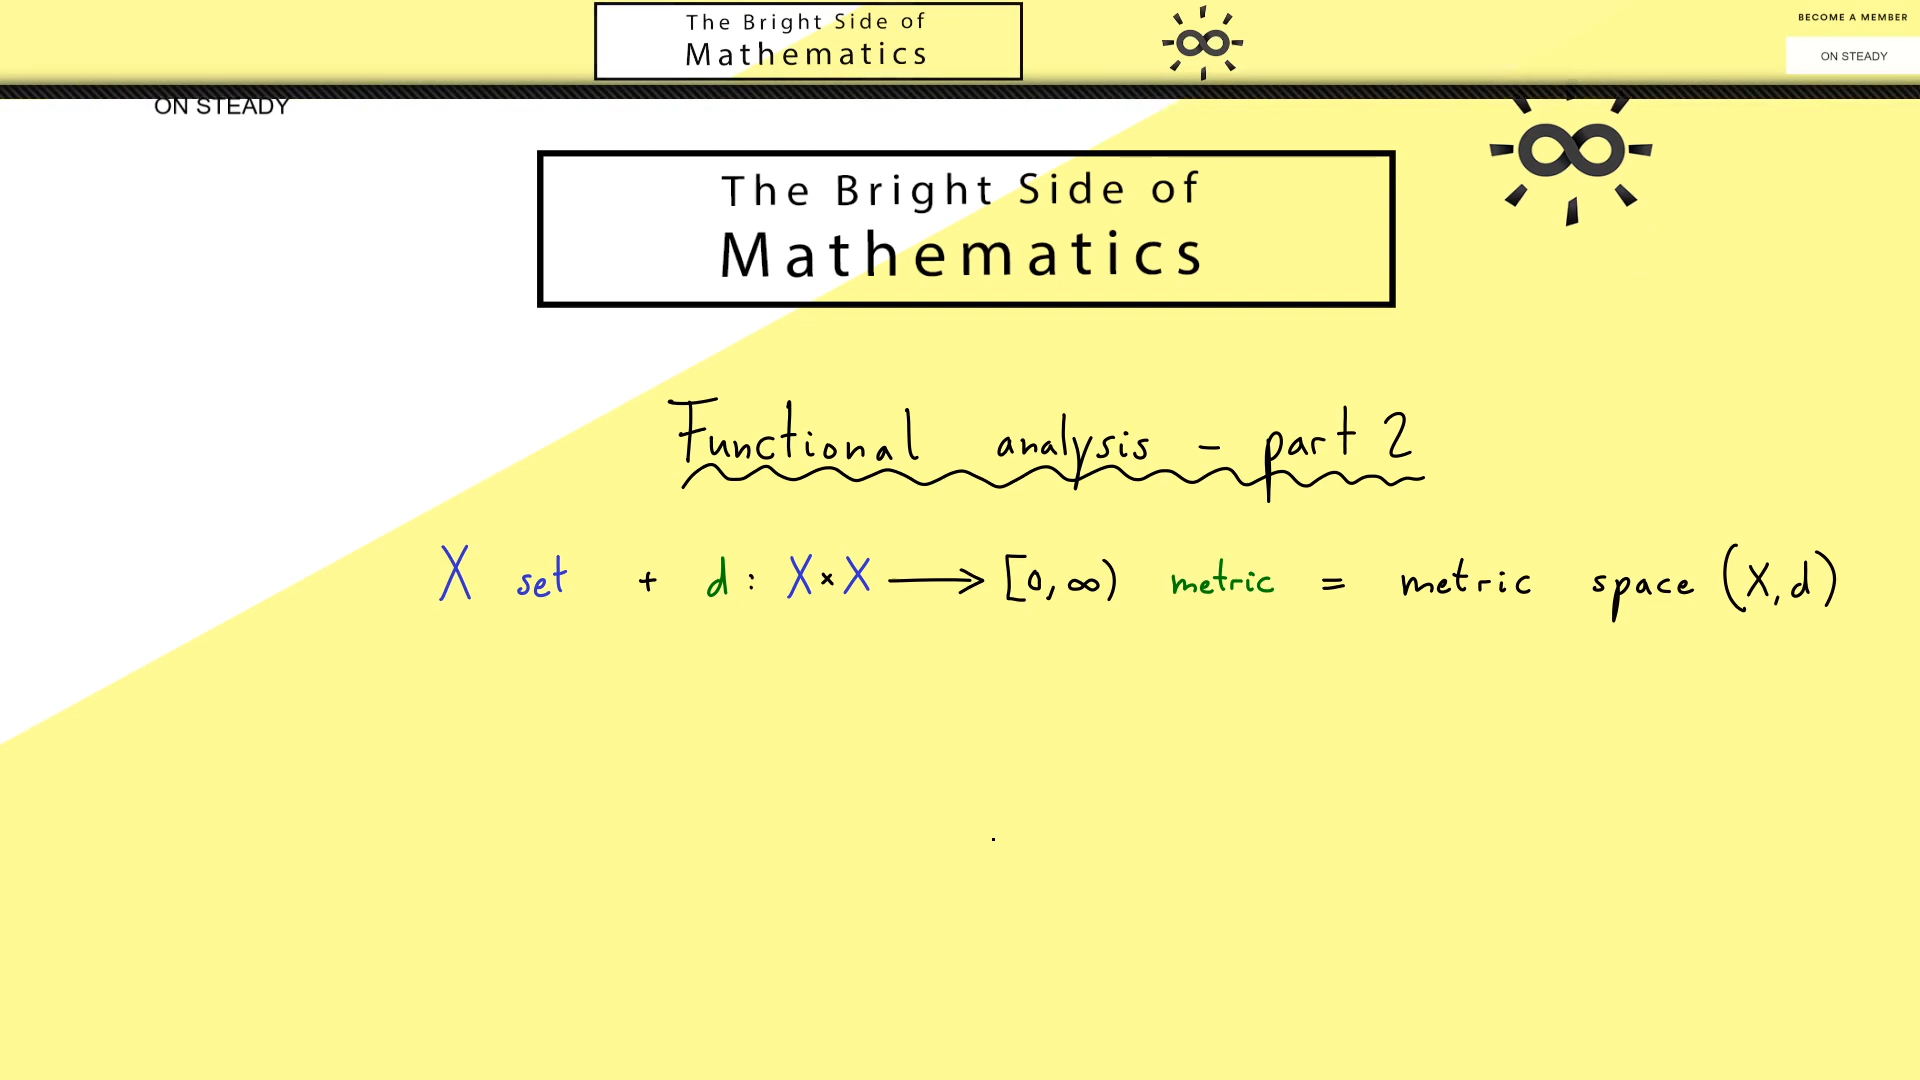 The Bright Side of
Mathematics
BECOME A MEMBER
ON STEADY
ON STEADY
The Bright Side of
Mathematics
Functional analysis - part 2
X set + d : X × X ⟶ [0, ∞) metric = metric space (X, d)